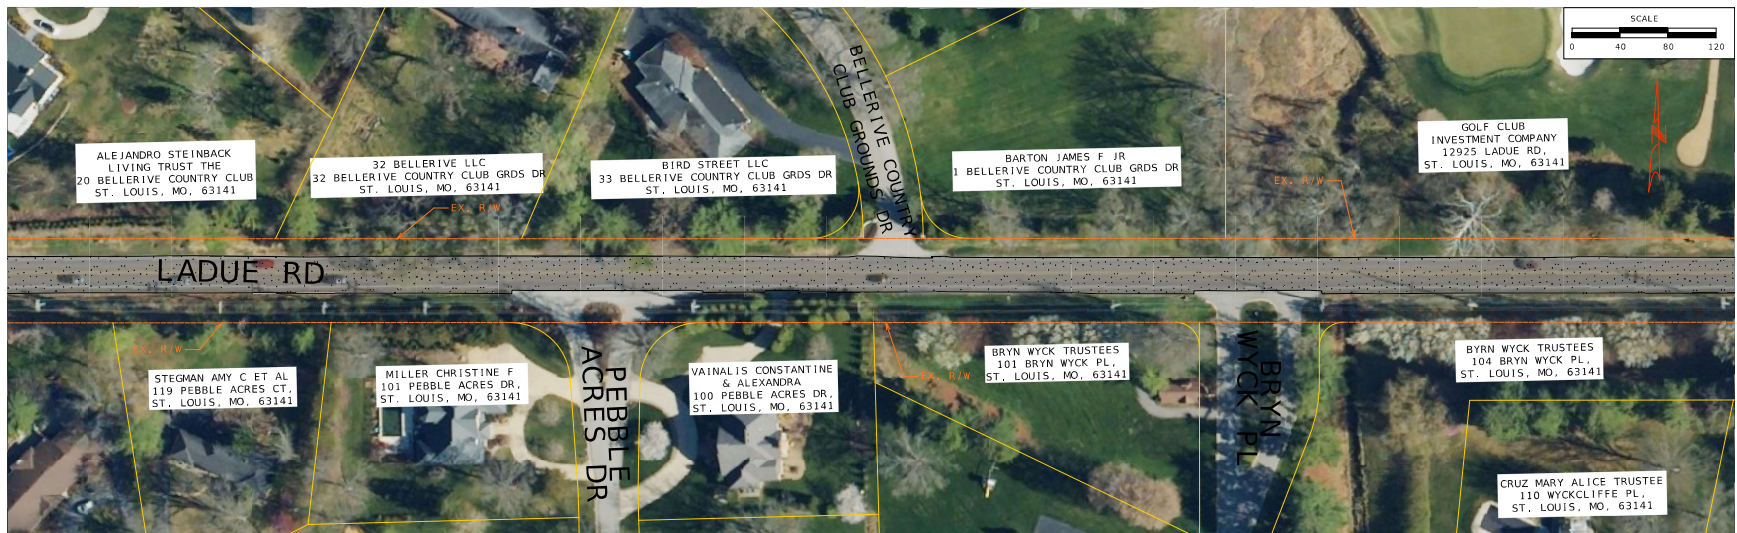 SCALE
0 40 80 120
BELLERIVE COUNTRY
CLUB GROUNDS DR
ALEJANDRO STEINBACK
LIVING TRUST THE
20 BELLERIVE COUNTRY CLUB
ST. LOUIS, MO, 63141
32 BELLERIVE LLC
32 BELLERIVE COUNTRY CLUB GRDS DR
ST. LOUIS, MO, 63141
BIRD STREET LLC
33 BELLERIVE COUNTRY CLUB GRDS DR
ST. LOUIS, MO, 63141
BARTON JAMES F JR
1 BELLERIVE COUNTRY CLUB GRDS DR
ST. LOUIS, MO, 63141
GOLF CLUB
INVESTMENT COMPANY
12925 LADUE RD,
ST. LOUIS, MO, 63141
EX. R/W
EX. R/W
LADUE RD
EX. R/W
EX. R/W
STEGMAN AMY C ET AL
119 PEBBLE ACRES CT,
ST. LOUIS, MO, 63141
MILLER CHRISTINE F
101 PEBBLE ACRES DR,
ST. LOUIS, MO, 63141
PEBBLE
ACRES DR
VAINALIS CONSTANTINE
& ALEXANDRA
100 PEBBLE ACRES DR,
ST. LOUIS, MO, 63141
BRYN WYCK TRUSTEES
101 BRYN WYCK PL,
ST. LOUIS, MO, 63141
BRYN
WYCK PL
BYRN WYCK TRUSTEES
104 BRYN WYCK PL,
ST. LOUIS, MO, 63141
CRUZ MARY ALICE TRUSTEE
110 WYCKCLIFFE PL,
ST. LOUIS, MO, 63141